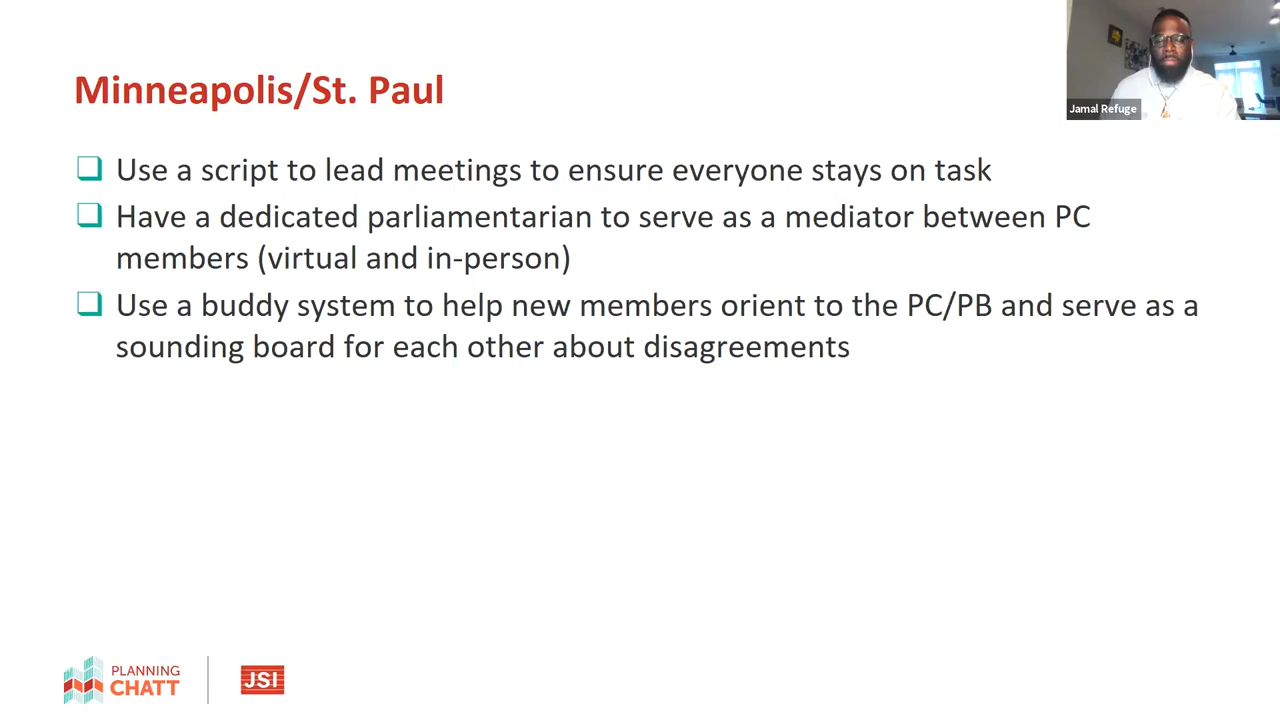 Minneapolis/St. Paul
Jamal Refuge
Use a script to lead meetings to ensure everyone stays on task
Have a dedicated parliamentarian to serve as a mediator between PC
members (virtual and in-person)
Use a buddy system to help new members orient to the PC/PB and serve as a
sounding board for each other about disagreements
PLANNING
CHATT
JSI